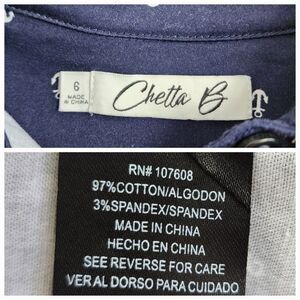 6
MADE
IN CHINA
Chetta B
RN# 107608
97%COTTON/ALGODON
3%SPANDEX/SPANDEX
MADE IN CHINA
HECHO EN CHINA
SEE REVERSE FOR CARE
VER AL DORSO PARA CUIDADO